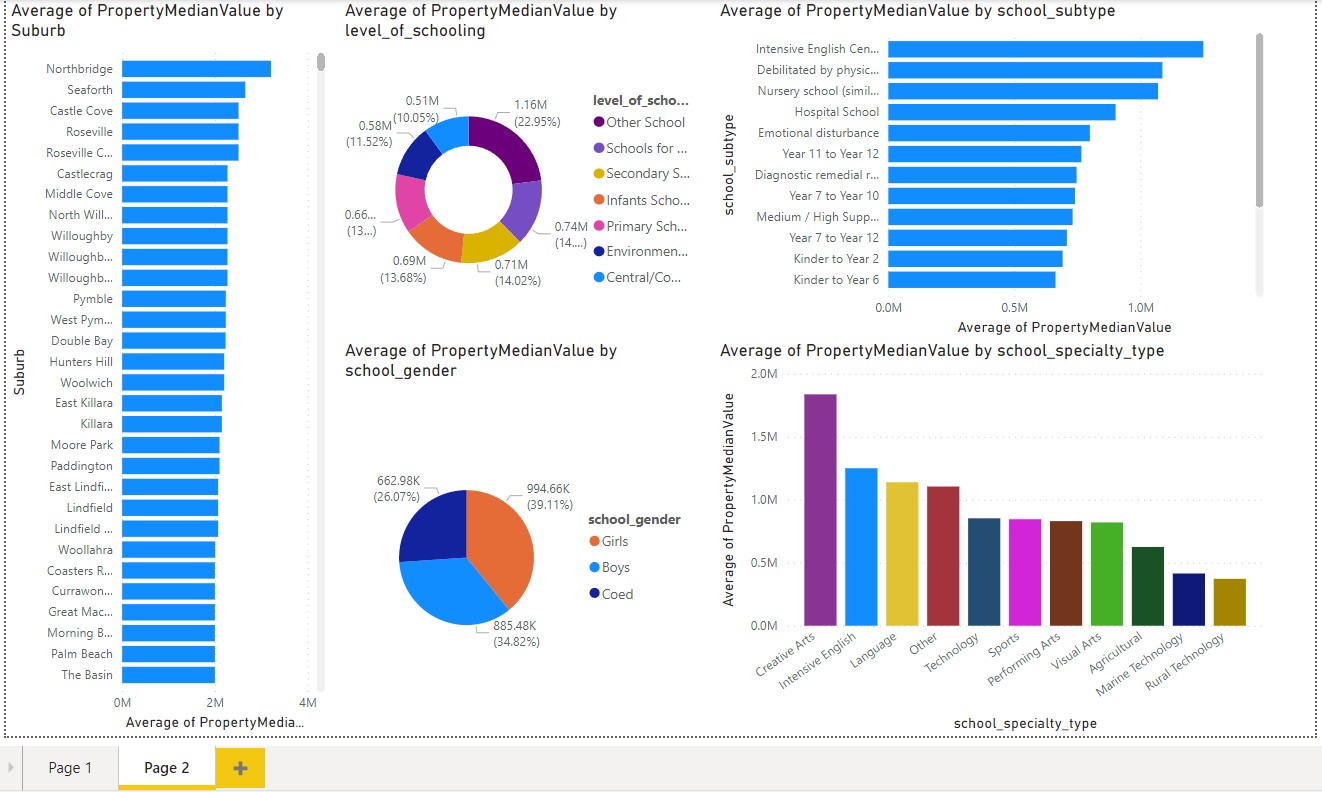 Average of PropertyMedianValue by
Suburb
Suburb
Northbridge
Seaforth
Castle Cove
Roseville
Roseville C...
Castlecrag
Middle Cove
North Will...
Willoughby
Willoughb...
Willoughb...
Pymble
West Pym...
Double Bay
Hunters Hill
Woolwich
East Killara
Killara
Moore Park
Paddington
East Lindfi...
Lindfield
Lindfield ...
Woollahra
Coasters R...
Currawon...
Great Mac...
Morning B...
Palm Beach
The Basin
0M 2M 4M
Average of PropertyMedia...
Average of PropertyMedianValue by
level_of_schooling
1.16M
(22.95%)
0.74M
(14....)
0.71M
(14.02%)
0.69M
(13.68%)
0.66...
(13...)
0.58M
(11.52%)
0.51M
(10.05%)
level_of_scho...
Other School
Schools for ...
Secondary S...
Infants Scho...
Primary Sch...
Environmen...
Central/Co...
Average of PropertyMedianValue by
school_gender
994.66K
(39.11%)
885.48K
(34.82%)
662.98K
(26.07%)
school_gender
Girls
Boys
Coed
Average of PropertyMedianValue by school_subtype
school_subtype
Intensive English Cen...
Debilitated by physic...
Nursery school (simil...
Hospital School
Emotional disturbance
Year 11 to Year 12
Diagnostic remedial r...
Year 7 to Year 10
Medium / High Supp...
Year 7 to Year 12
Kinder to Year 2
Kinder to Year 6
0.0M 0.5M 1.0M
Average of PropertyMedianValue
Average of PropertyMedianValue by school_specialty_type
Average of PropertyMedianValue
2.0M
1.5M
1.0M
0.5M
0.0M
Creative Arts
Intensive English
Language
Other
Technology
Sports
Performing Arts
Visual Arts
Agricultural
Marine Technology
Rural Technology
school_specialty_type
Page 1
Page 2
+